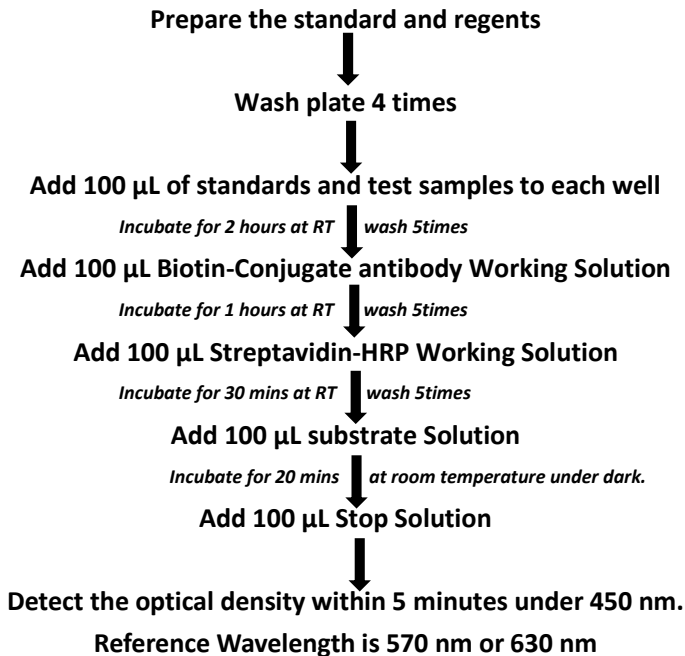 Prepare the standard and regents
Wash plate 4 times
Add 100 µL of standards and test samples to each well
Incubate for 2 hours at RT wash 5times
Add 100 µL Biotin-Conjugate antibody Working Solution
Incubate for 1 hours at RT wash 5times
Add 100 µL Streptavidin-HRP Working Solution
Incubate for 30 mins at RT wash 5times
Add 100 µL substrate Solution
Incubate for 20 mins at room temperature under dark.
Add 100 µL Stop Solution
Detect the optical density within 5 minutes under 450 nm.
Reference Wavelength is 570 nm or 630 nm